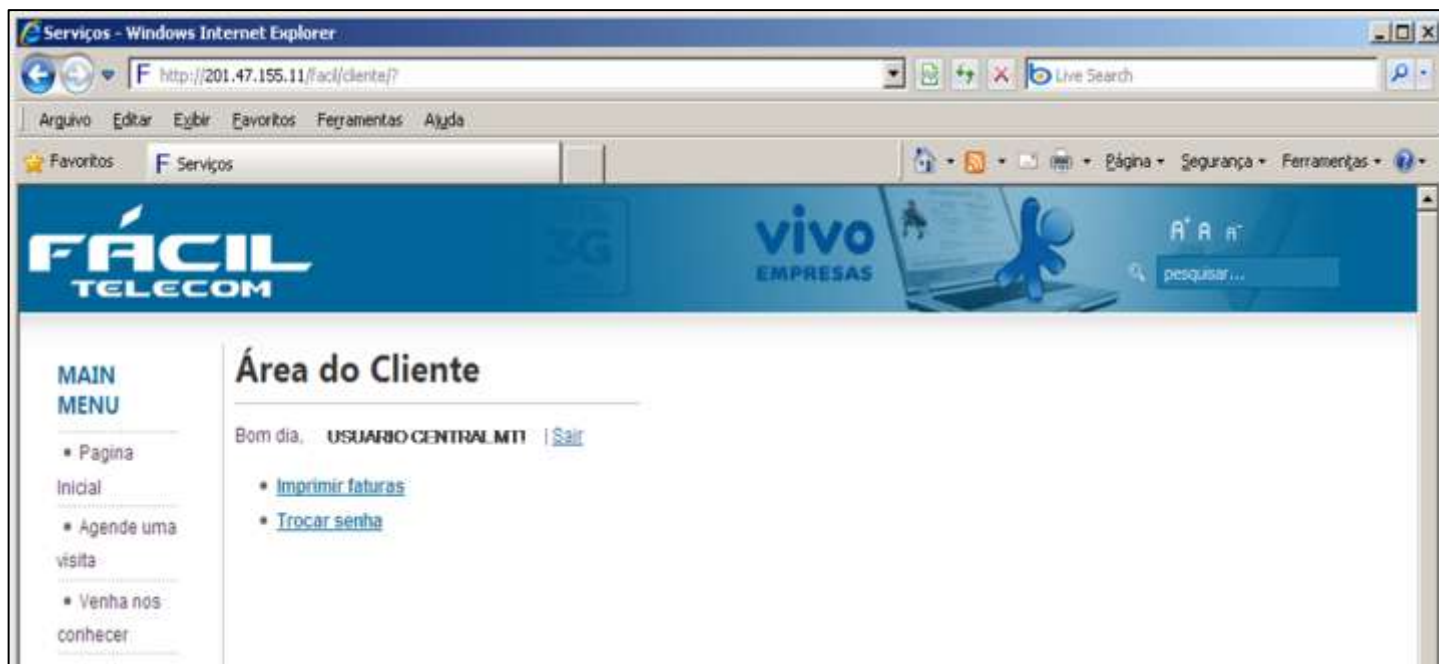 Serviços - Windows Internet Explorer
F http://201.47.155.11/facil/cliente/? Live Search
Arquivo Editar Exibir Favoritos Ferramentas Ajuda
Favoritos F Serviços Página Segurança Ferramentas
FÁCIL
TELECOM
3G
vivo
EMPRESAS
A+ A A-
pesquisar...
MAIN
MENU
• Pagina
Inicial
• Agende uma
visita
• Venha nos
conhecer
Área do Cliente
Bom dia, USUARIO CENTRAL MTI | Sair
• Imprimir faturas
• Trocar senha